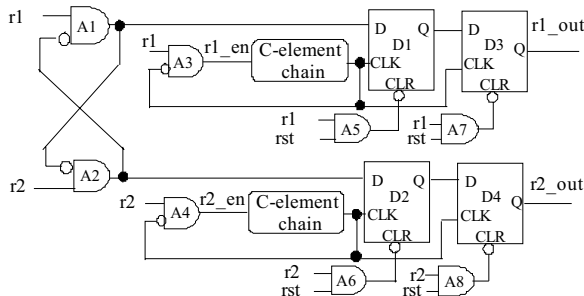 r1
A1
r1
A3
r1_en
C-element
chain
D
Q
D1
CLK
CLR
D
D3
Q
r1_out
CLR
r1
rst
A5
r1
rst
A7
A2
r2
r2
A4
r2_en
C-element
chain
D
Q
D2
CLK
CLR
D
Q
D4
r2_out
CLR
r2
rst
A6
r2
rst
A8